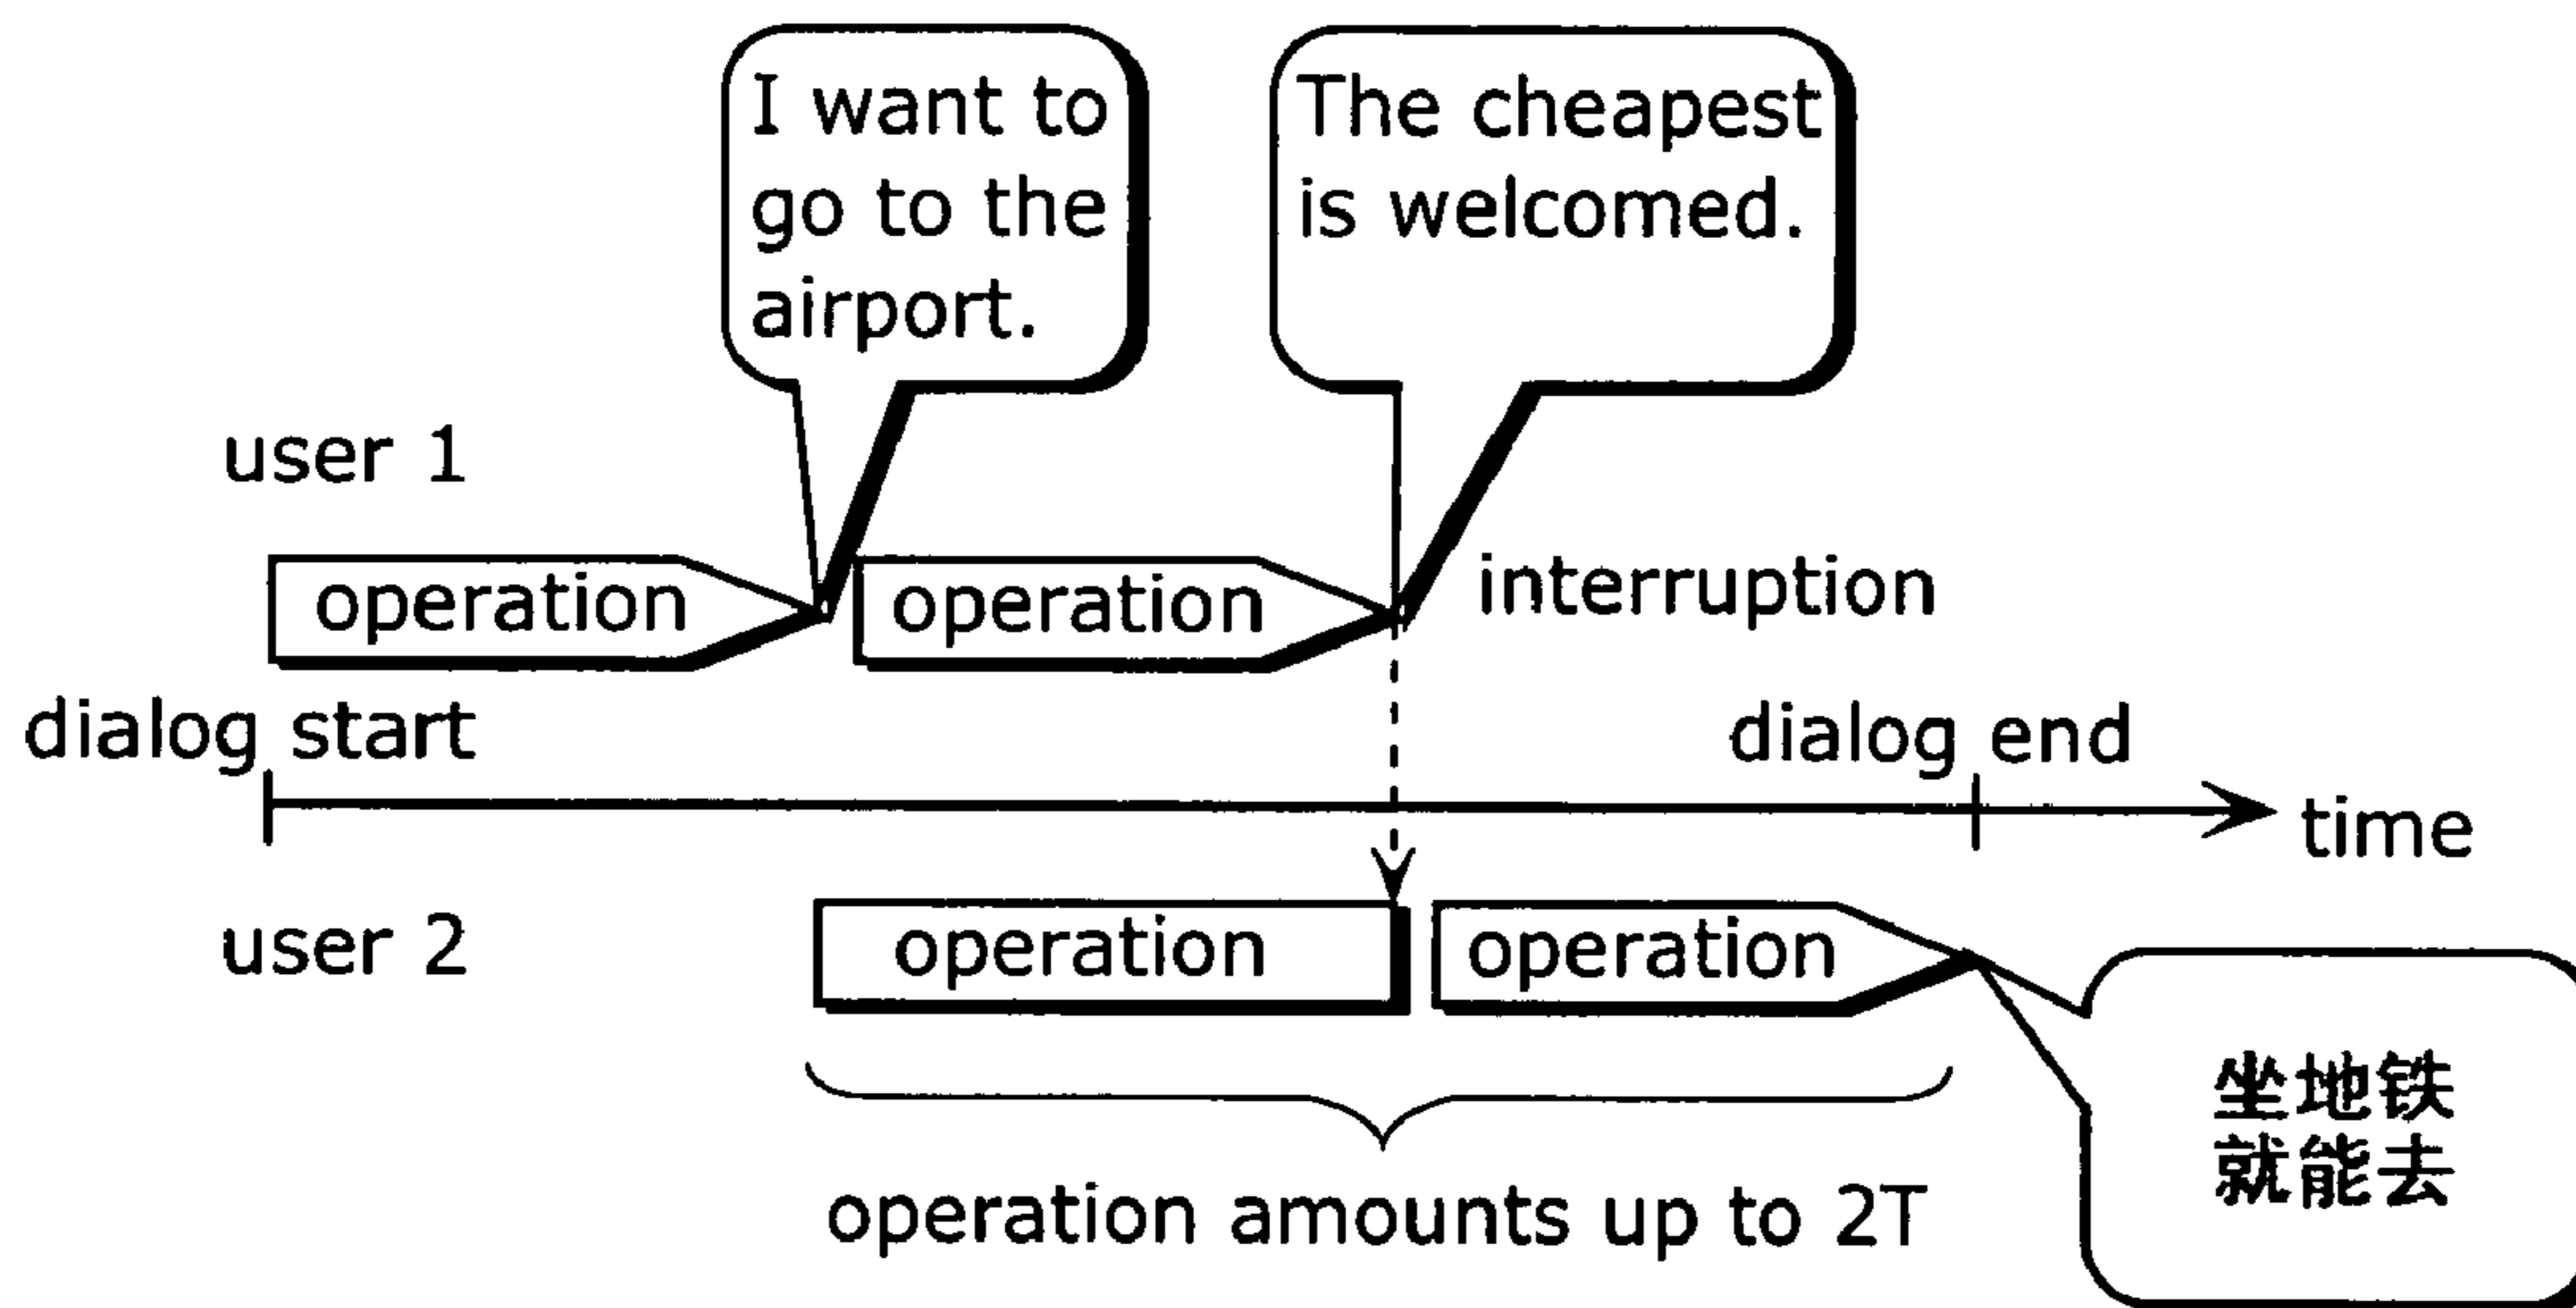 I want to
go to the
airport.
The cheapest
is welcomed.
user 1
operation
operation
interruption
dialog start
dialog end
time
user 2
operation
operation
坐地铁
就能去
operation amounts up to 2T